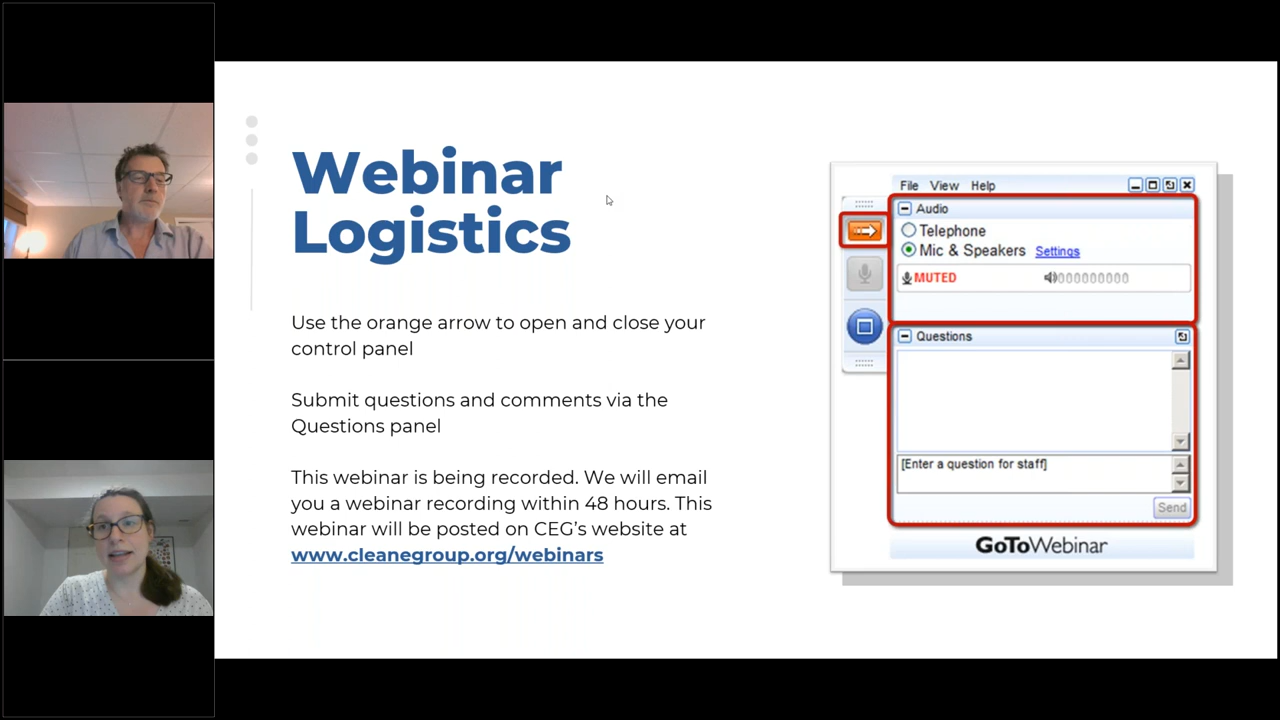 Webinar
Logistics
Use the orange arrow to open and close your
control panel
Submit questions and comments via the
Questions panel
This webinar is being recorded. We will email
you a webinar recording within 48 hours. This
webinar will be posted on CEG’s website at
www.cleanegroup.org/webinars
File View Help
Audio
Telephone
Mic & Speakers Settings
MUTED 000000000
Questions
[Enter a question for staff]
Send
GoToWebinar